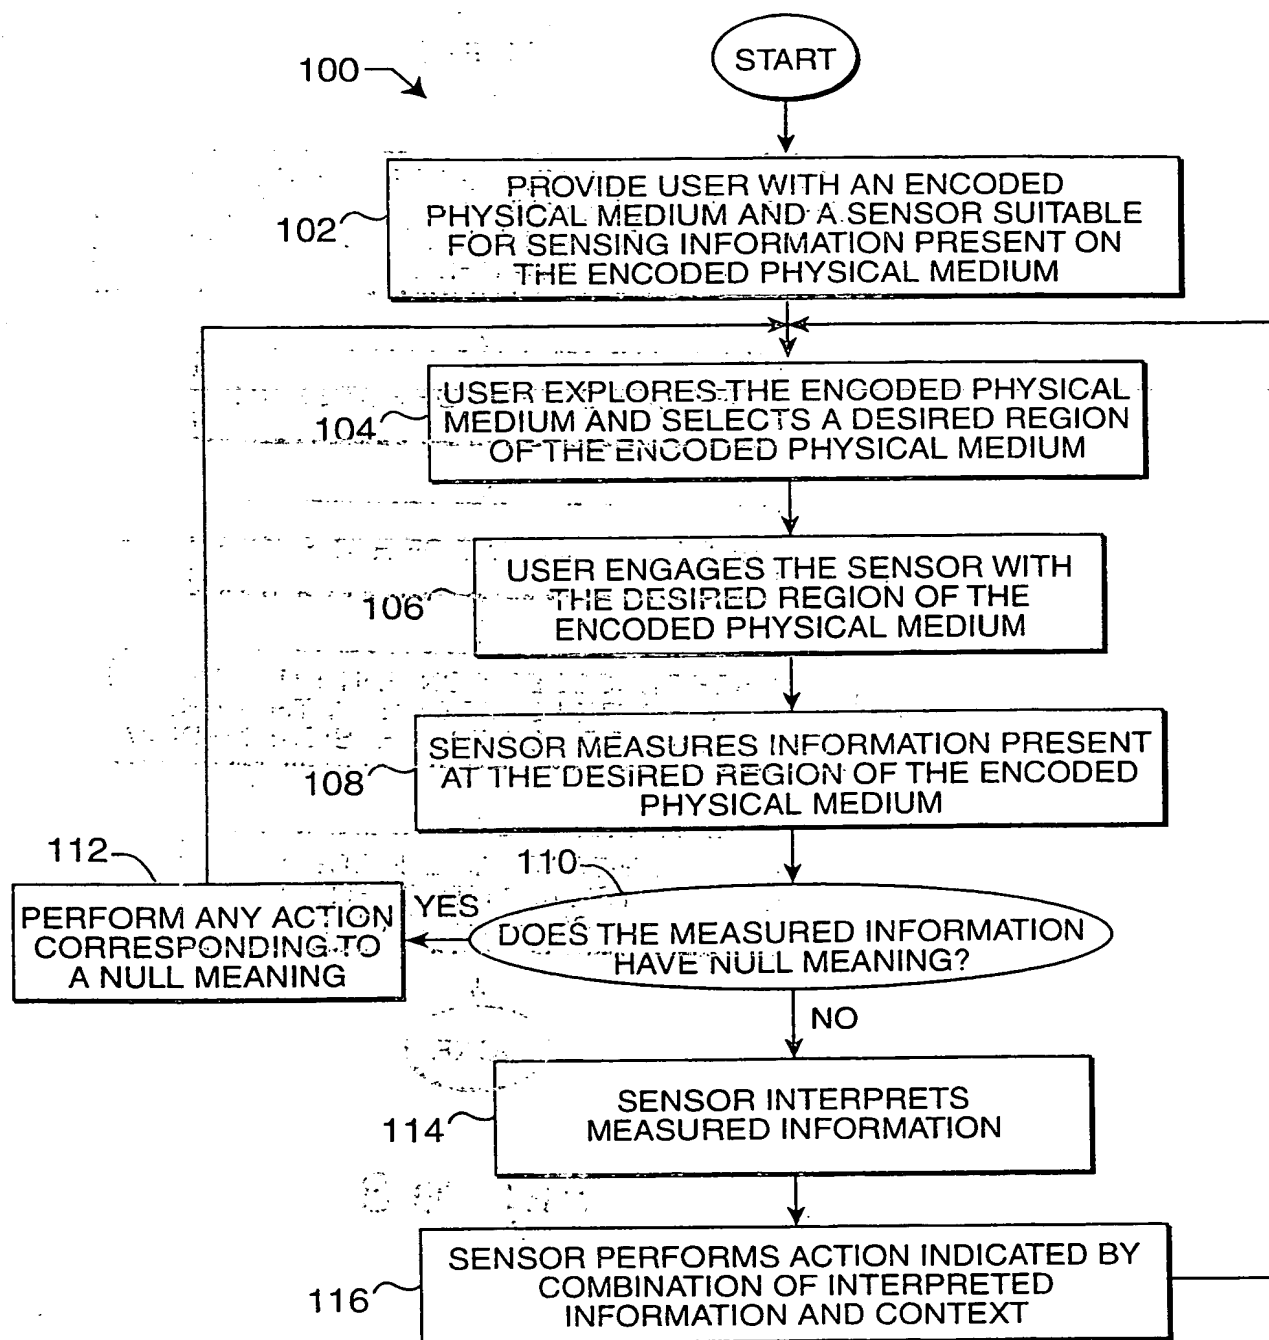 START
100
PROVIDE USER WITH AN ENCODED
PHYSICAL MEDIUM AND A SENSOR SUITABLE
FOR SENSING INFORMATION PRESENT ON
THE ENCODED PHYSICAL MEDIUM
102
USER EXPLORES THE ENCODED PHYSICAL
MEDIUM AND SELECTS A DESIRED REGION
OF THE ENCODED PHYSICAL MEDIUM
104
USER ENGAGES THE SENSOR WITH
THE DESIRED REGION OF THE
ENCODED PHYSICAL MEDIUM
106
SENSOR MEASURES INFORMATION PRESENT
AT THE DESIRED REGION OF THE ENCODED
PHYSICAL MEDIUM
108
110
DOES THE MEASURED INFORMATION
HAVE NULL MEANING?
YES
112
PERFORM ANY ACTION
CORRESPONDING TO
A NULL MEANING
NO
SENSOR INTERPRETS
MEASURED INFORMATION
114
SENSOR PERFORMS ACTION INDICATED BY
COMBINATION OF INTERPRETED
INFORMATION AND CONTEXT
116